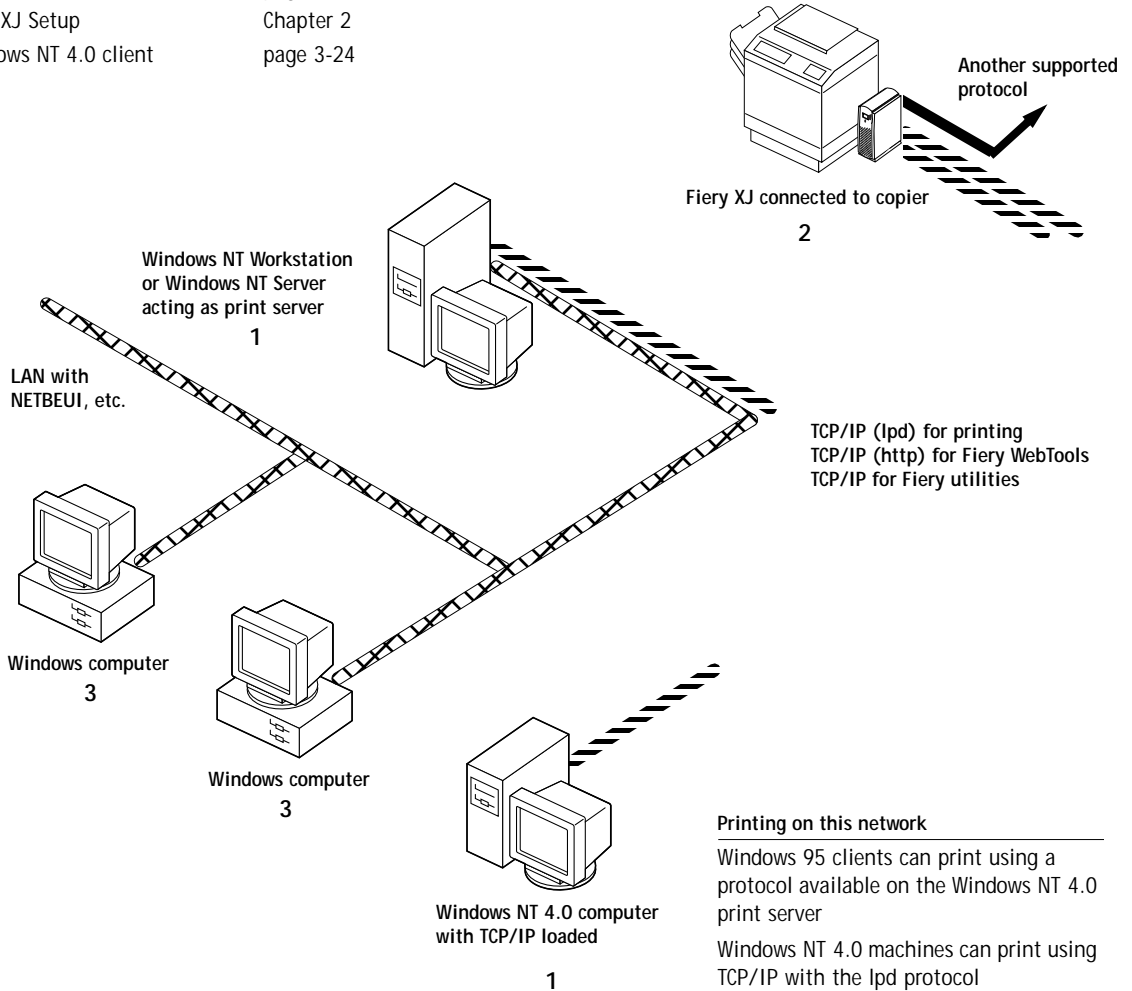 XJ Setup Chapter 2
ows NT 4.0 client page 3-24
Another supported
protocol
Fiery XJ connected to copier
2
Windows NT Workstation
or Windows NT Server
acting as print server
1
LAN with
NETBEUI, etc.
TCP/IP (lpd) for printing
TCP/IP (http) for Fiery WebTools
TCP/IP for Fiery utilities
Windows computer
3
Windows computer
3
Windows NT 4.0 computer
with TCP/IP loaded
1
Printing on this network
Windows 95 clients can print using a
protocol available on the Windows NT 4.0
print server
Windows NT 4.0 machines can print using
TCP/IP with the lpd protocol